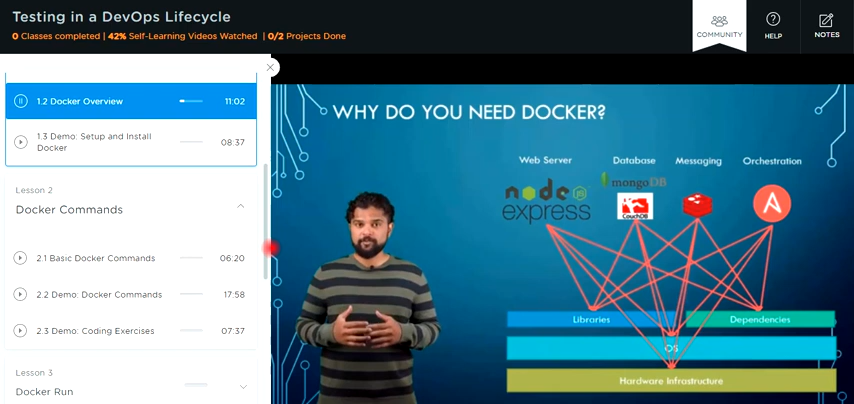 Testing in a DevOps Lifecycle
0 Classes completed | 42% Self-Learning Videos Watched | 0/2 Projects Done
COMMUNITY
HELP
NOTES
1.2 Docker Overview 11:02
1.3 Demo: Setup and Install
Docker
08:37
Lesson 2
Docker Commands
2.1 Basic Docker Commands 06:20
2.2 Demo: Docker Commands 17:58
2.3 Demo: Coding Exercises 07:37
Lesson 3
Docker Run
WHY DO YOU NEED DOCKER?
Web Server Database Messaging Orchestration
node JS
express
mongoDB
CouchDB
Libraries Dependencies
OS
Hardware Infrastructure